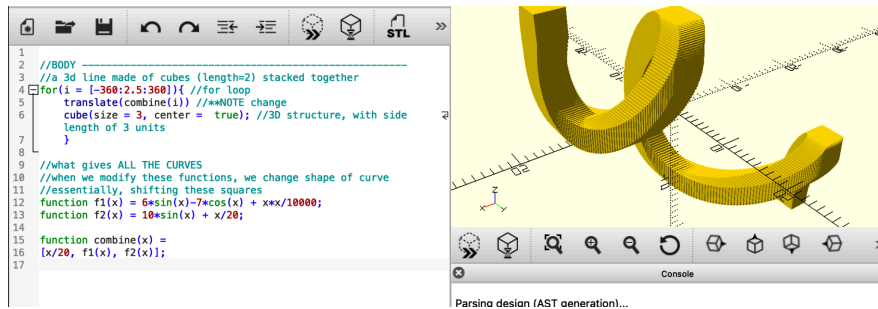 STL
»
1
2 //BODY ----------------------------------------------------
3 //a 3d line made of cubes (length=2) stacked together
4 for(i = [-360:2.5:360]){ //for loop
5 translate(combine(i)) //**NOTE change
6 cube(size = 3, center = true); //3D structure, with side
length of 3 units
7 }
8
9 //what gives ALL THE CURVES
10 //when we modify these functions, we change shape of curve
11 //essentially, shifting these squares
12 function f1(x) = 6*sin(x)-7*cos(x) + x*x/10000;
13 function f2(x) = 10*sin(x) + x/20;
14
15 function combine(x) =
16 [x/20, f1(x), f2(x)];
17
z
x
Console
Parsing design (AST generation)...